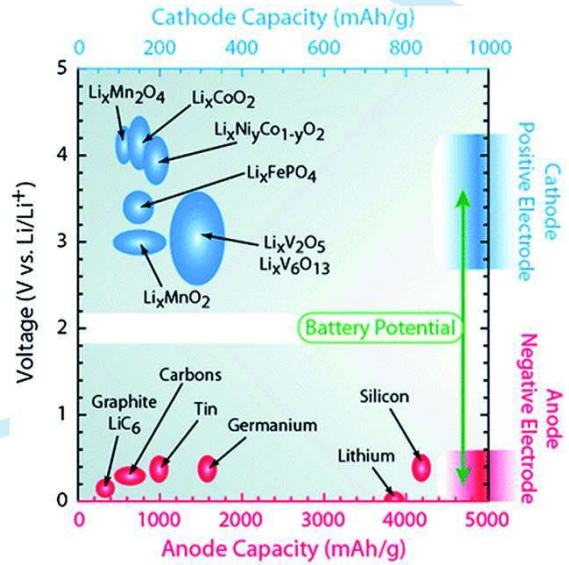 Cathode Capacity (mAh/g)
0 200 400 600 800 1000
5
4
3
2
1
0
Voltage (V vs. Li/Li+)
LixMn2O4
LixCoO2
LixNiyCo1-yO2
LixFePO4
LixV2O5
LixV6O13
LixMnO2
Cathode
Positive Electrode
Battery Potential
Anode
Negative Electrode
Carbons
Graphite
LiC6
Tin
Germanium
Silicon
Lithium
0 1000 2000 3000 4000 5000
Anode Capacity (mAh/g)